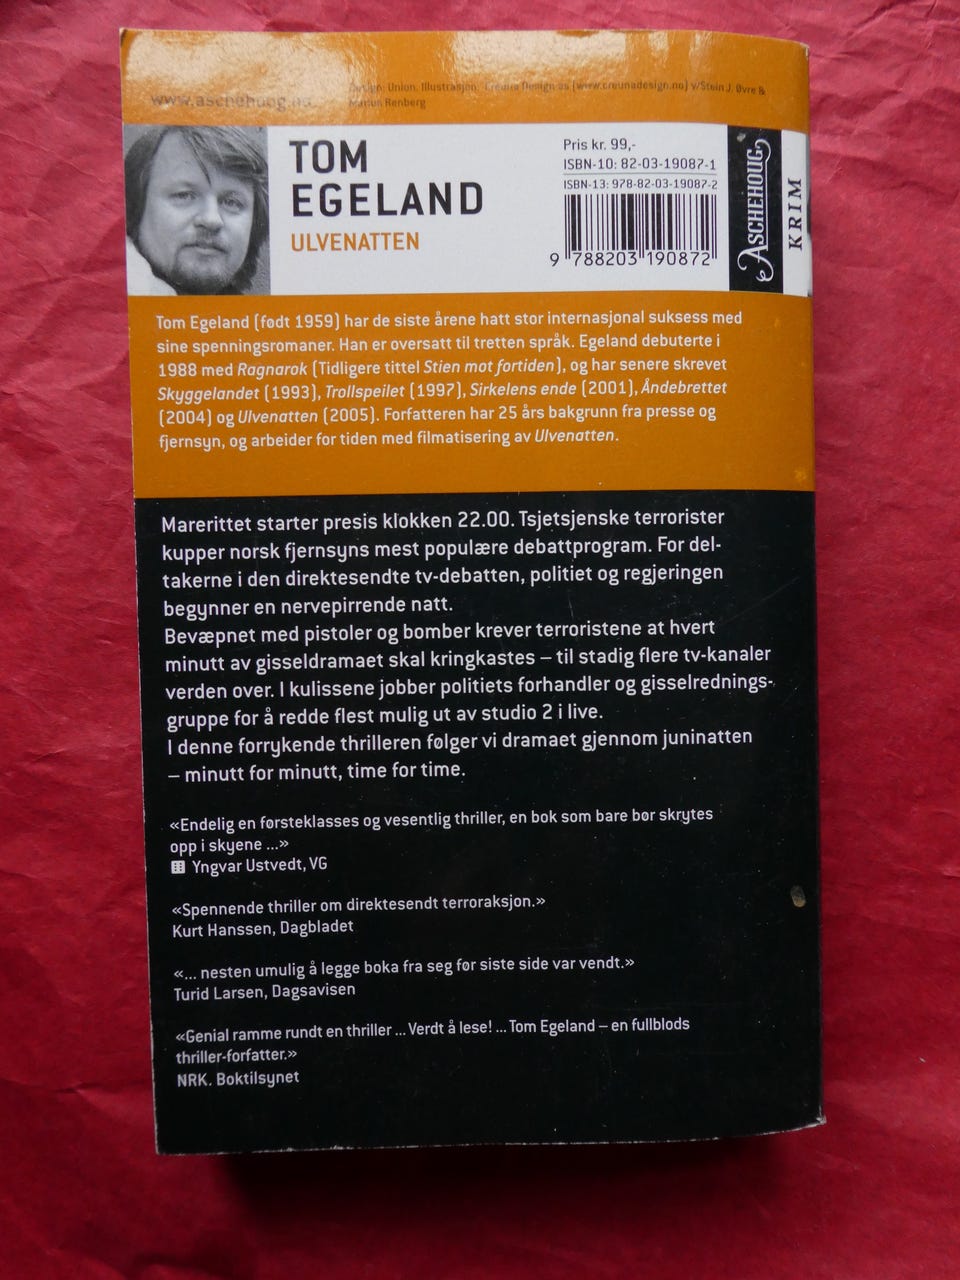 www.aschehoug.no
Design: Union. Illustrasjon: Creuna Design as (www.creunadesign.no) v/Stein J. Øvre &
Marius Renberg
TOM
EGELAND
ULVENATTEN
Pris kr. 99,-
ISBN-10: 82-03-19087-1
ISBN-13: 978-82-03-19087-2
9 788203 190872
ASCHEHOUG
KRIM
Tom Egeland (født 1959) har de siste årene hatt stor internasjonal suksess med
sine spenningsromaner. Han er oversatt til tretten språk. Egeland debuterte i
1988 med Ragnarok (Tidligere tittel Stien mot fortiden), og har senere skrevet
Skyggelandet (1993), Trollspeilet (1997), Sirkelens ende (2001), Åndebrettet
(2004) og Ulvenatten (2005). Forfatteren har 25 års bakgrunn fra presse og
fjernsyn, og arbeider for tiden med filmatisering av Ulvenatten.
Marerittet starter presis klokken 22.00. Tsjetsjenske terrorister
kupper norsk fjernsyns mest populære debattprogram. For del-
takerne i den direktesendte tv-debatten, politiet og regjeringen
begynner en nervepirrende natt.
Bevæpnet med pistoler og bomber krever terroristene at hvert
minutt av gisseldramaet skal kringkastes – til stadig flere tv-kanaler
verden over. I kulissene jobber politiets forhandler og gisselrednings-
gruppe for å redde flest mulig ut av studio 2 i live.
I denne forrykende thrilleren følger vi dramaet gjennom juninatten
– minutt for minutt, time for time.
«Endelig en førsteklasses og vesentlig thriller, en bok som bare bør skrytes
opp i skyene ...»
Yngvar Ustvedt, VG
«Spennende thriller om direktesendt terroraksjon.»
Kurt Hanssen, Dagbladet
«... nesten umulig å legge boka fra seg før siste side var vendt.»
Turid Larsen, Dagsavisen
«Genial ramme rundt en thriller ... Verdt å lese! ... Tom Egeland – en fullblods
thriller-forfatter.»
NRK. Boktilsynet